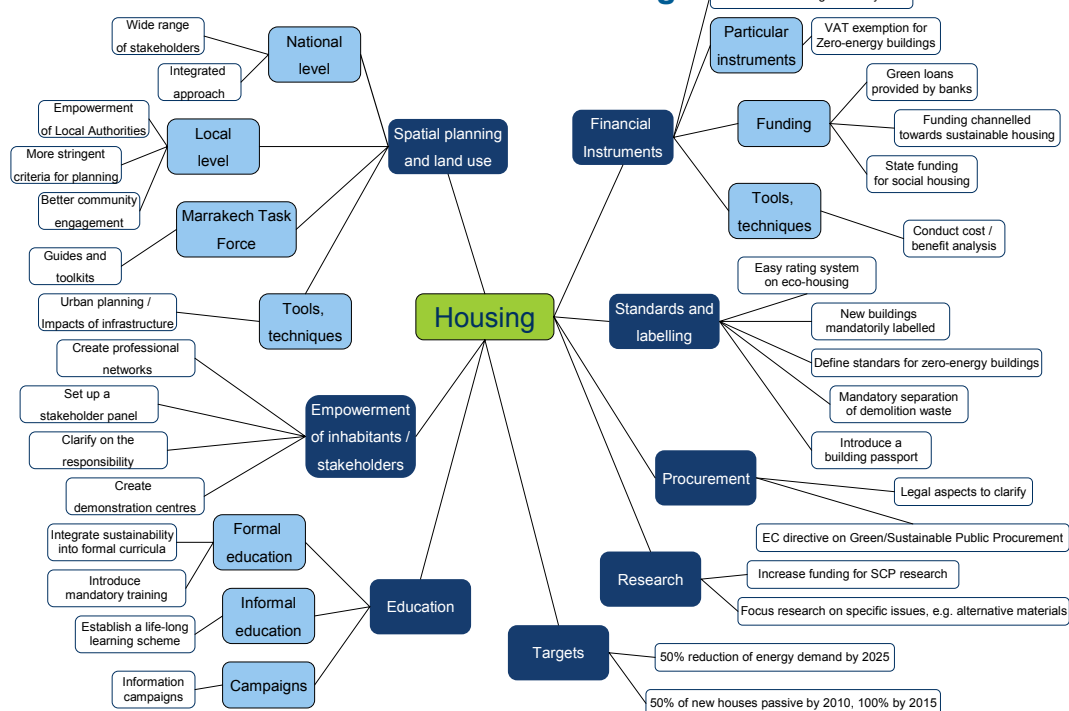 Wide range
of stakeholders
Integrated
approach
National
level
Empowerment
of Local Authorities
More stringent
criteria for planning
Better community
engagement
Local
level
Guides and
toolkits
Marrakech Task
Force
Urban planning /
Impacts of infrastructure
Tools,
techniques
Spatial planning
and land use
Create professional
networks
Set up a
stakeholder panel
Clarify on the
responsibility
Create
demonstration centres
Empowerment
of inhabitants /
stakeholders
Integrate sustainability
into formal curricula
Introduce
mandatory training
Formal
education
Establish a life-long
learning scheme
Informal
education
Information
campaigns
Campaigns
Education
Housing
Financial
Instruments
Particular
instruments
VAT exemption for
Zero-energy buildings
Funding
Green loans
provided by banks
Funding channelled
towards sustainable housing
State funding
for social housing
Tools,
techniques
Conduct cost /
benefit analysis
Standards and
labelling
Easy rating system
on eco-housing
New buildings
mandatorily labelled
Define standars for zero-energy buildings
Mandatory separation
of demolition waste
Introduce a
building passport
Procurement
Legal aspects to clarify
EC directive on Green/Sustainable Public Procurement
Research
Increase funding for SCP research
Focus research on specific issues, e.g. alternative materials
Targets
50% reduction of energy demand by 2025
50% of new houses passive by 2010, 100% by 2015